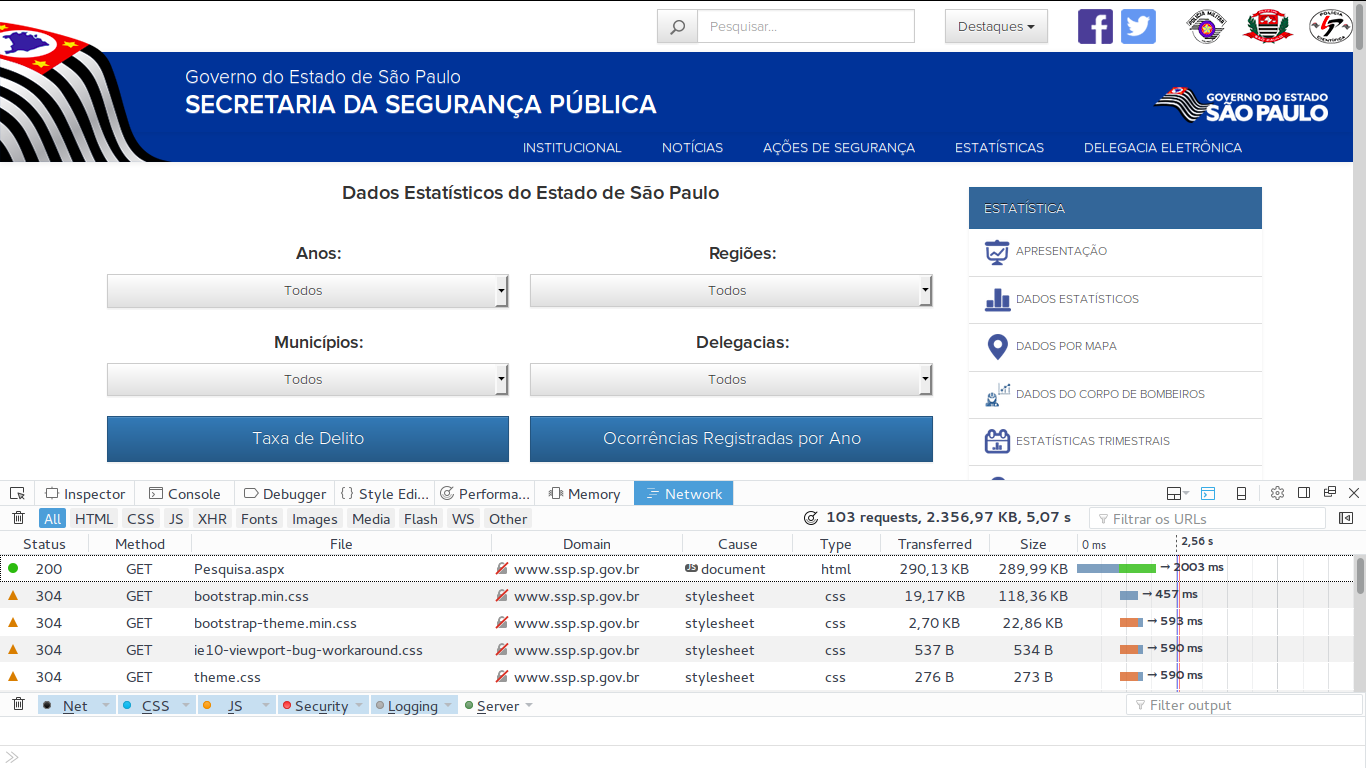 Pesquisar...
Destaques
POLÍCIA MILITAR
POLÍCIA
CIENTÍFICA
Governo do Estado de São Paulo
SECRETARIA DA SEGURANÇA PÚBLICA
GOVERNO DO ESTADO
SÃO PAULO
INSTITUCIONAL NOTÍCIAS AÇÕES DE SEGURANÇA ESTATÍSTICAS DELEGACIA ELETRÔNICA
Dados Estatísticos do Estado de São Paulo
Anos: Regiões:
Todos Todos
Municípios: Delegacias:
Todos Todos
Taxa de Delito Ocorrências Registradas por Ano
ESTATÍSTICA
APRESENTAÇÃO
DADOS ESTATÍSTICOS
DADOS POR MAPA
DADOS DO CORPO DE BOMBEIROS
ESTATÍSTICAS TRIMESTRAIS
Inspector Console Debugger { } Style Edi... Performa... Memory Network
All HTML CSS JS XHR Fonts Images Media Flash WS Other 103 requests, 2.356,97 KB, 5,07 s Filtrar os URLs
Status Method File Domain Cause Type Transferred Size 0 ms 2,56 s
200 GET Pesquisa.aspx www.ssp.sp.gov.br JS document html 290,13 KB 289,99 KB → 2003 ms
304 GET bootstrap.min.css www.ssp.sp.gov.br stylesheet css 19,17 KB 118,36 KB → 457 ms
304 GET bootstrap-theme.min.css www.ssp.sp.gov.br stylesheet css 2,70 KB 22,86 KB → 593 ms
304 GET ie10-viewport-bug-workaround.css www.ssp.sp.gov.br stylesheet css 537 B 534 B → 590 ms
304 GET theme.css www.ssp.sp.gov.br stylesheet css 276 B 273 B → 590 ms
Net CSS JS Security Logging Server Filter output